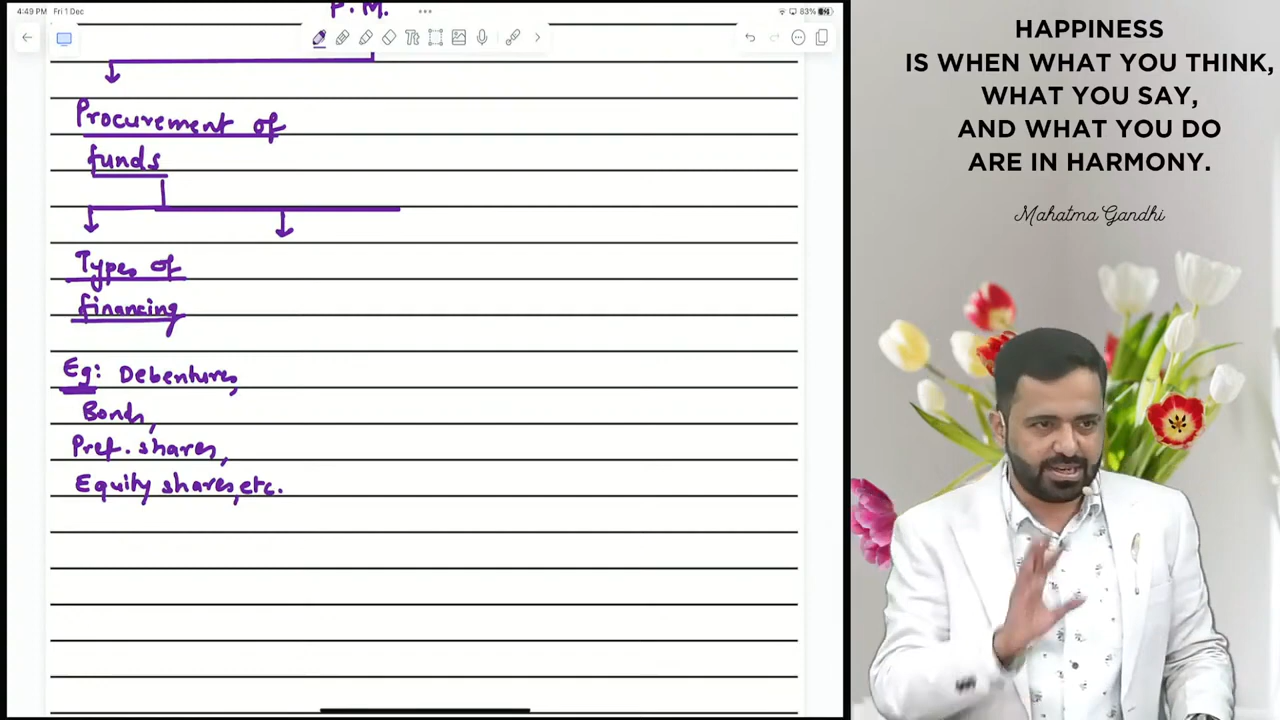 4:49 PM Fri 1 Dec
83%
F.M.
Procurement of
funds
Types of
financing
Eg: Debentures,
Bonds,
Pref. shares,
Equity shares, etc.
HAPPINESS
IS WHEN WHAT YOU THINK,
WHAT YOU SAY,
AND WHAT YOU DO
ARE IN HARMONY.
Mahatma Gandhi